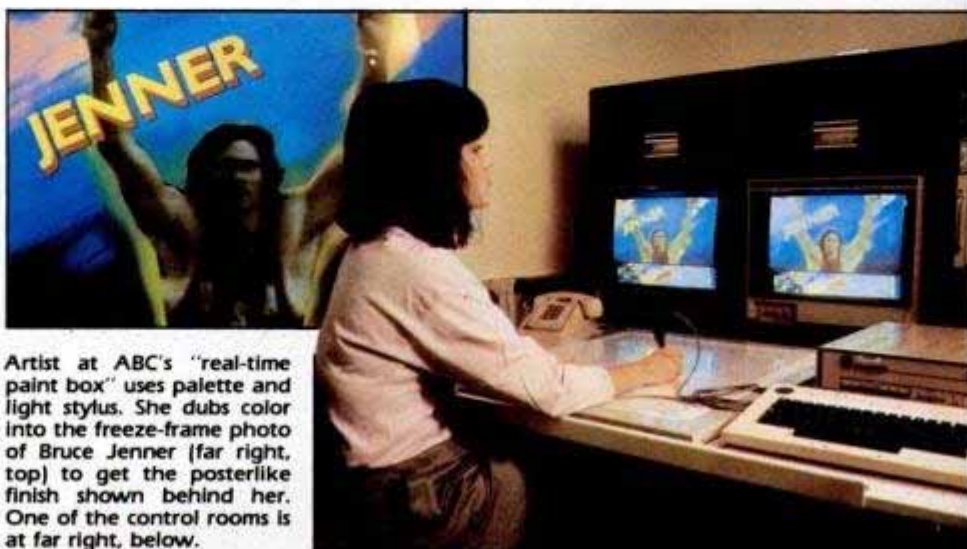 JENNER
JENNER
JENNER
Artist at ABC's "real-time
paint box" uses palette and
light stylus. She dubs color
into the freeze-frame photo
of Bruce Jenner (far right,
top) to get the posterlike
finish shown behind her.
One of the control rooms is
at far right, below.